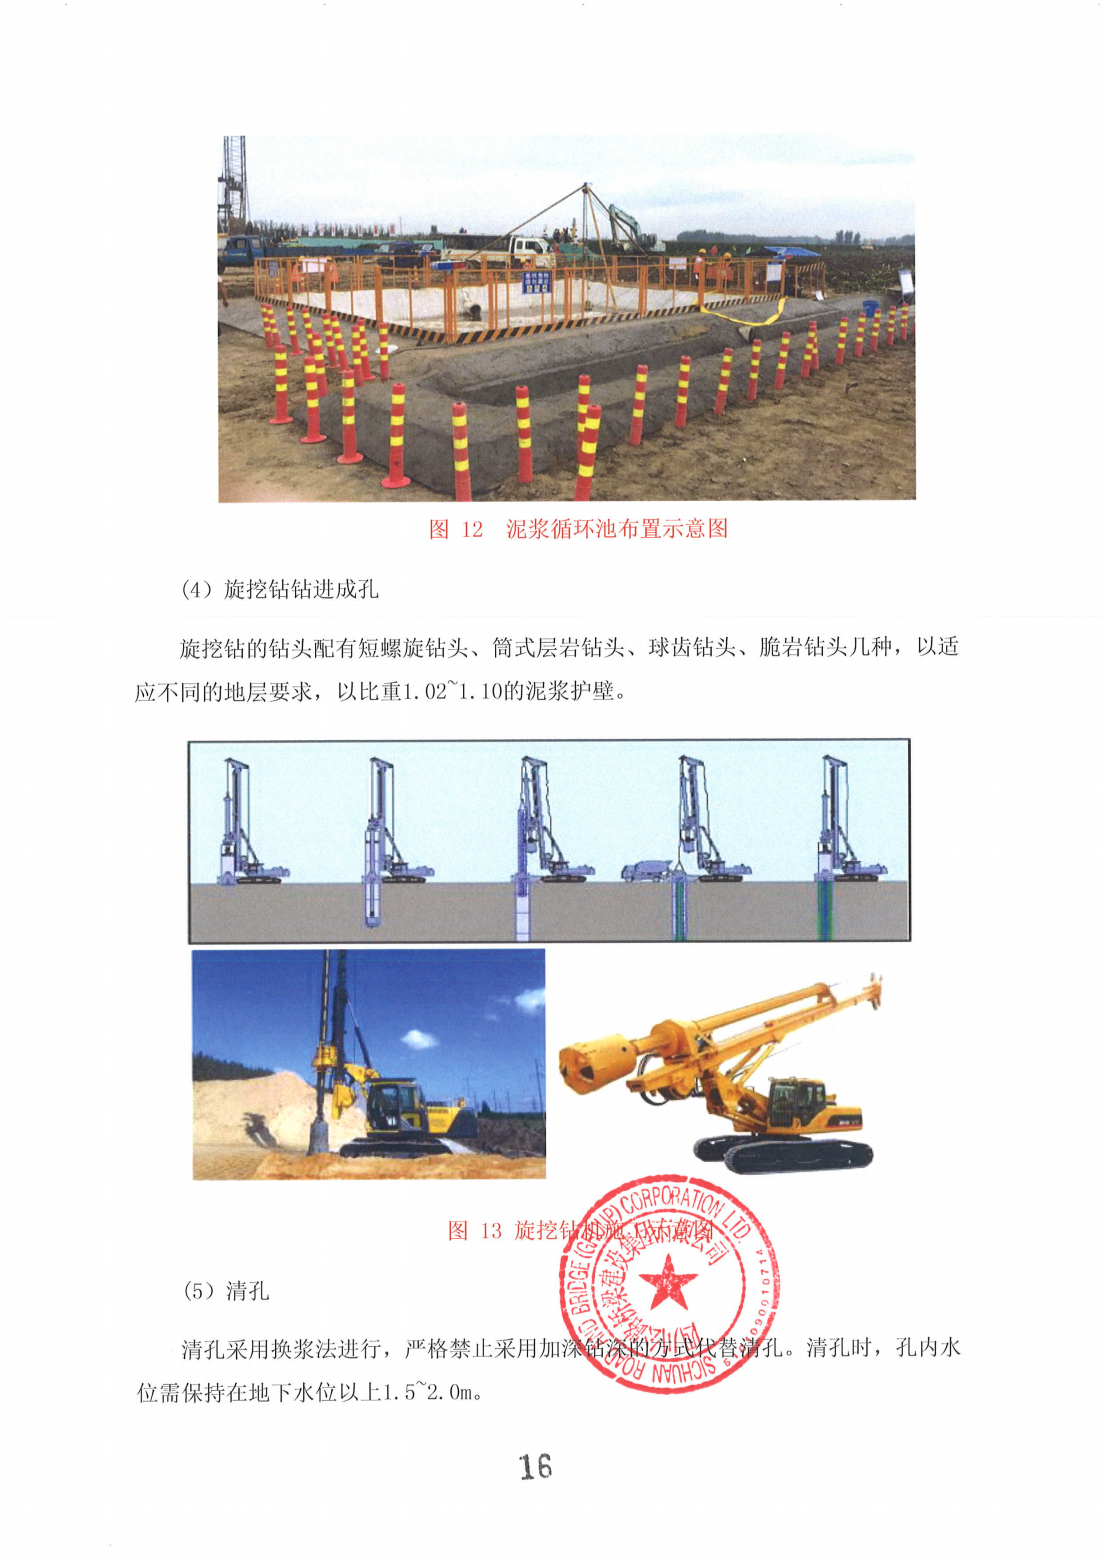 图 12 泥浆循环池布置示意图
(4）旋挖钻钻进成孔
旋挖钻的钻头配有短螺旋钻头、筒式层岩钻头、球齿钻头、脆岩钻头几种，以适
应不同的地层要求，以比重1.02~1.10的泥浆护壁。
图 13 旋挖钻机施工示意图
SICHUAN ROAD AND BRIDGE (GROUP) CORPORATION LTD.
四川公路桥梁建设集团有限公司
(5）清孔
清孔采用换浆法进行，严格禁止采用加深钻深的方式代替清孔。清孔时，孔内水
位需保持在地下水位以上1.5~2.0m。
16